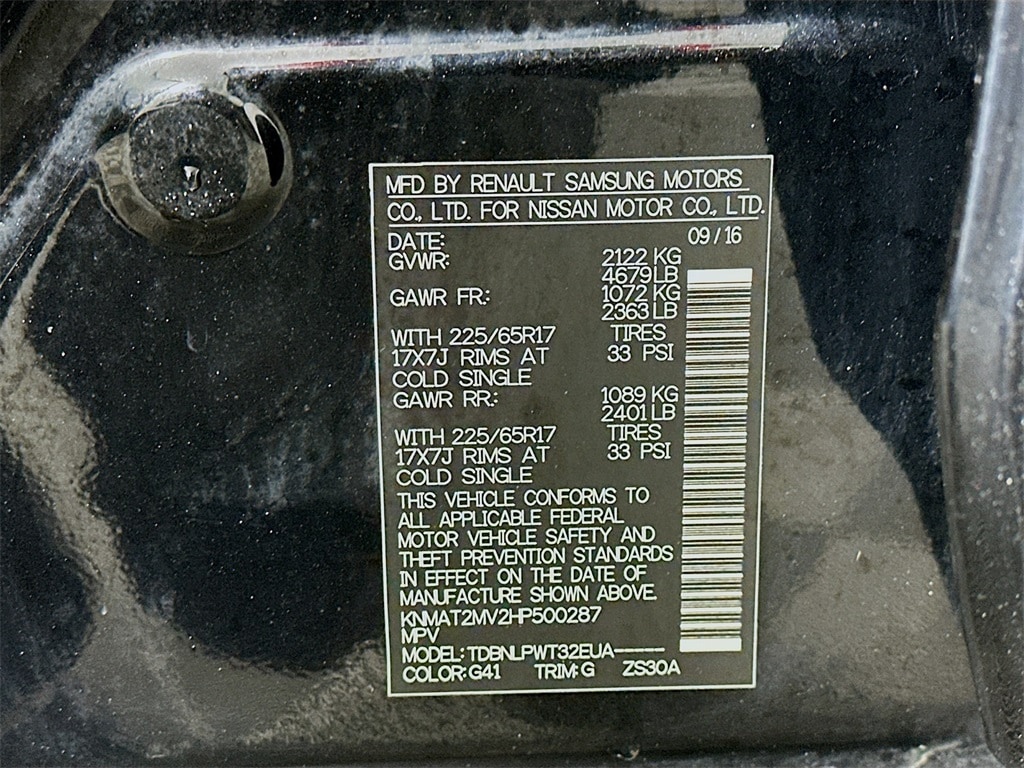 MFD BY RENAULT SAMSUNG MOTORS
CO., LTD. FOR NISSAN MOTOR CO., LTD.
DATE: 09/16
GVWR: 2122 KG
4679 LB
GAWR FR.: 1072 KG
2363 LB
WITH 225/65R17 TIRES
17X7J RIMS AT 33 PSI
COLD SINGLE
GAWR RR.: 1089 KG
2401 LB
WITH 225/65R17 TIRES
17X7J RIMS AT 33 PSI
COLD SINGLE
THIS VEHICLE CONFORMS TO
ALL APPLICABLE FEDERAL
MOTOR VEHICLE SAFETY AND
THEFT PREVENTION STANDARDS
IN EFFECT ON THE DATE OF
MANUFACTURE SHOWN ABOVE.
KNMAT2MV2HP500287
MPV
MODEL: TDBNLPWT32EUA-----
COLOR: G41 TRIM: G ZS30A